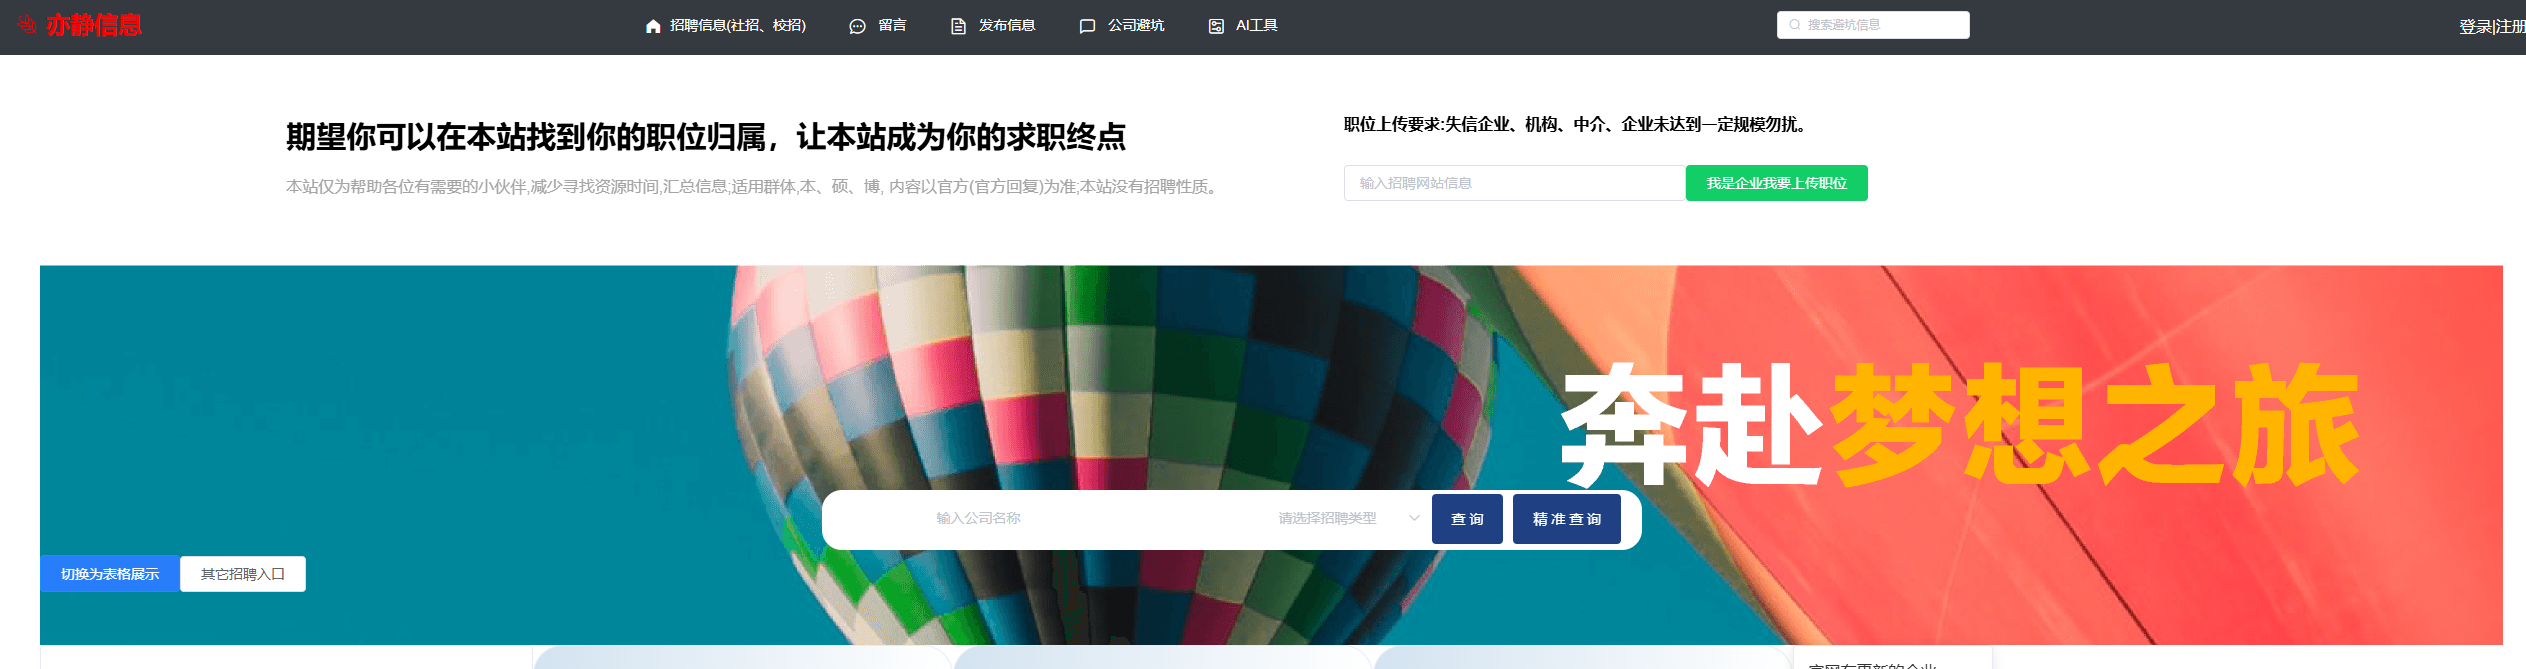 亦静信息
招聘信息(社招、校招) 留言 发布信息 公司避坑 AI工具 搜索避坑信息 登录|注册
期望你可以在本站找到你的职位归属，让本站成为你的求职终点
本站仅为帮助各位有需要的小伙伴,减少寻找资源时间,汇总信息;适用群体,本、硕、博, 内容以官方(官方回复)为准;本站没有招聘性质。
职位上传要求:失信企业、机构、中介、企业未达到一定规模勿扰。
输入招聘网站信息 我是企业我要上传职位
奔赴梦想之旅
输入公司名称 请选择招聘类型 查询 精准查询
切换为表格展示 其它招聘入口